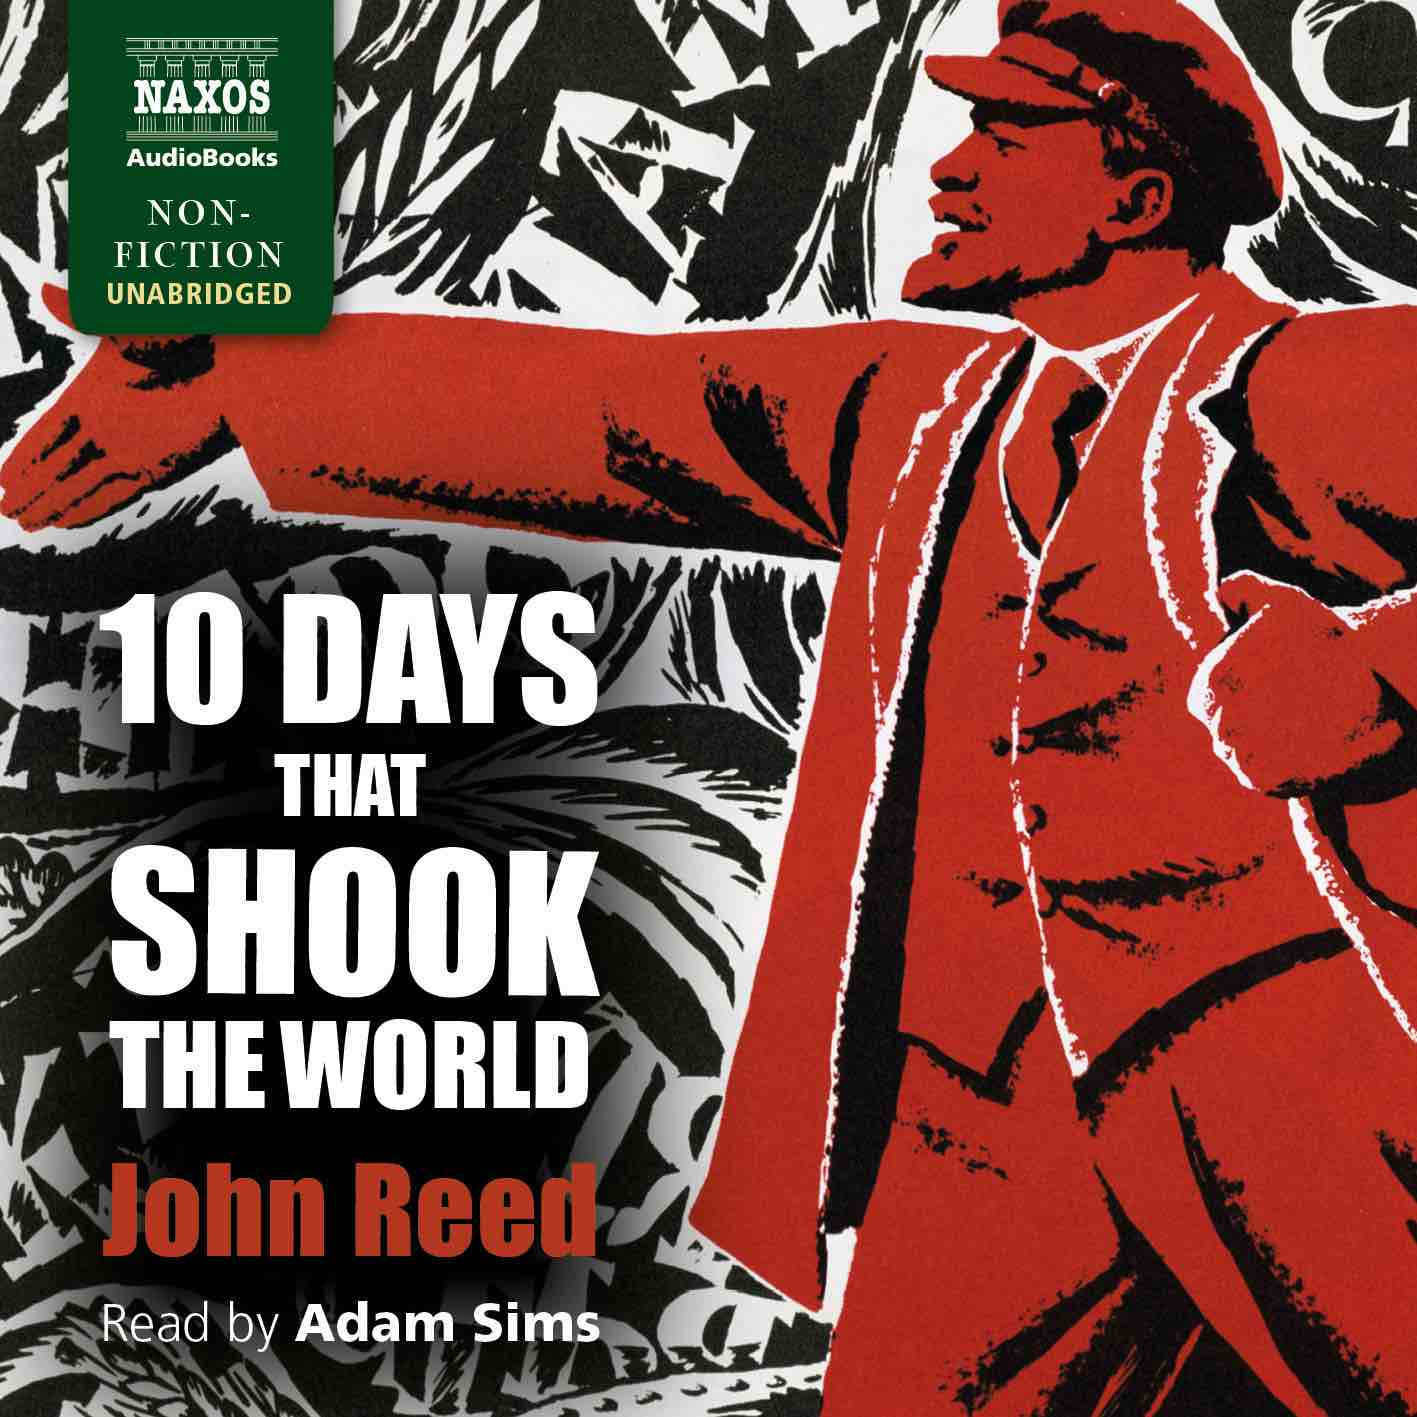 NAXOS
AudioBooks
NON-
FICTION
UNABRIDGED
10 DAYS
THAT
SHOOK
THE WORLD
John Reed
Read by Adam Sims